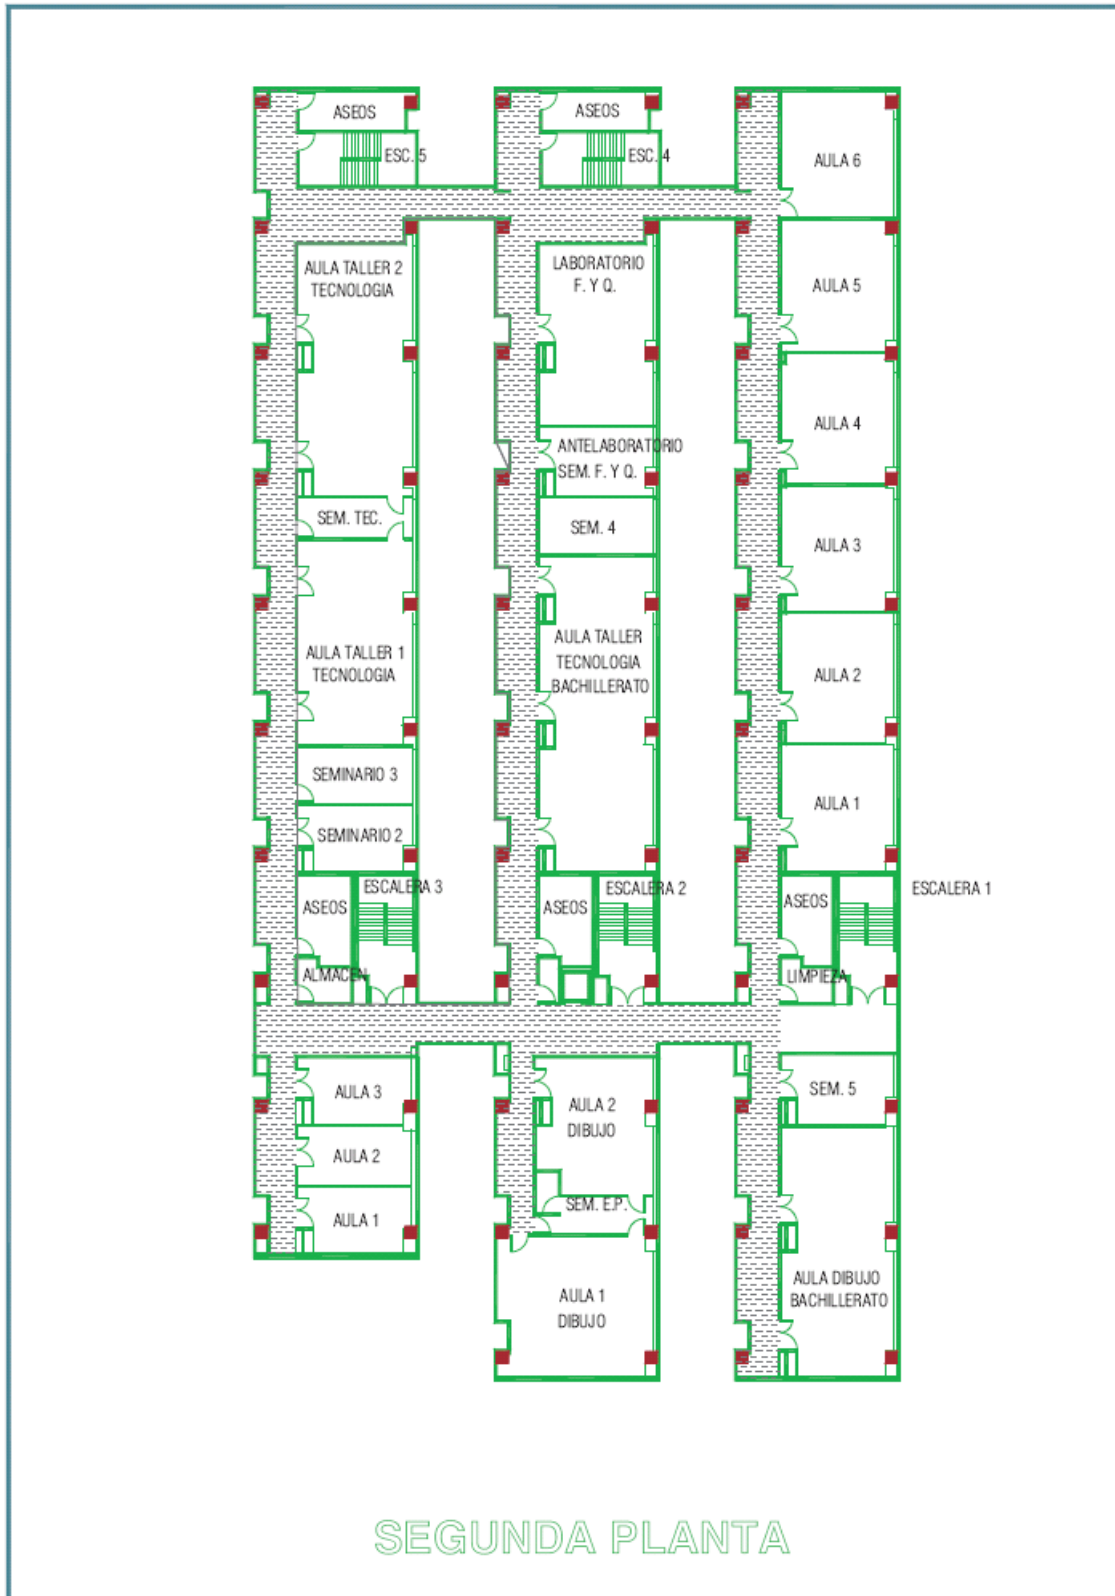 ASEOS
ESC. 5
ASEOS
ESC. 4
AULA 6
AULA TALLER 2
TECNOLOGIA
LABORATORIO
F. Y Q.
AULA 5
AULA 4
ANTELABORATORIO
SEM. F. Y Q.
SEM. TEC.
SEM. 4
AULA 3
AULA TALLER 1
TECNOLOGIA
AULA TALLER
TECNOLOGIA
BACHILLERATO
AULA 2
SEMINARIO 3
SEMINARIO 2
AULA 1
ESCALERA 3
ASEOS
ALMACEN
ESCALERA 2
ASEOS
ESCALERA 1
ASEOS
LIMPIEZA
AULA 3
AULA 2
AULA 1
AULA 2
DIBUJO
SEM. E.P.
AULA 1
DIBUJO
SEM. 5
AULA DIBUJO
BACHILLERATO
SEGUNDA PLANTA